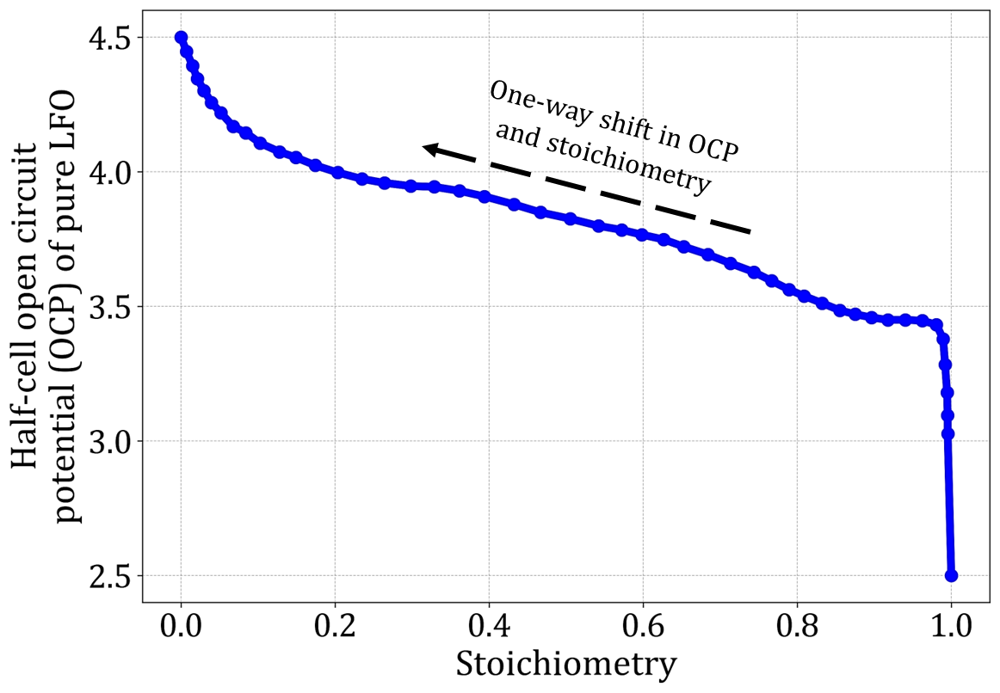 Half-cell open circuit
potential (OCP) of pure LFO
4.5
4.0
3.5
3.0
2.5
One-way shift in OCP
and stoichiometry
0.0 0.2 0.4 0.6 0.8 1.0
Stoichiometry